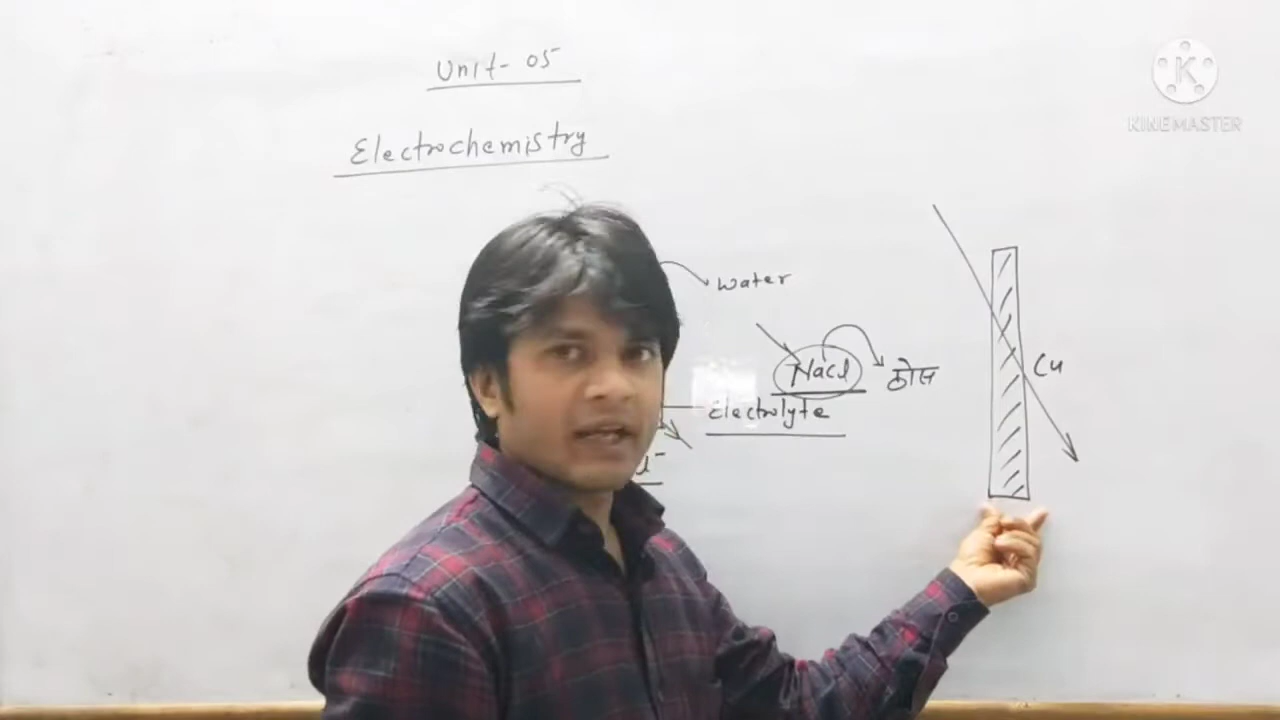 Unit - 05
Electrochemistry
K
KINEMASTER
water
NaCl
ठोस
Cu
Electrolyte